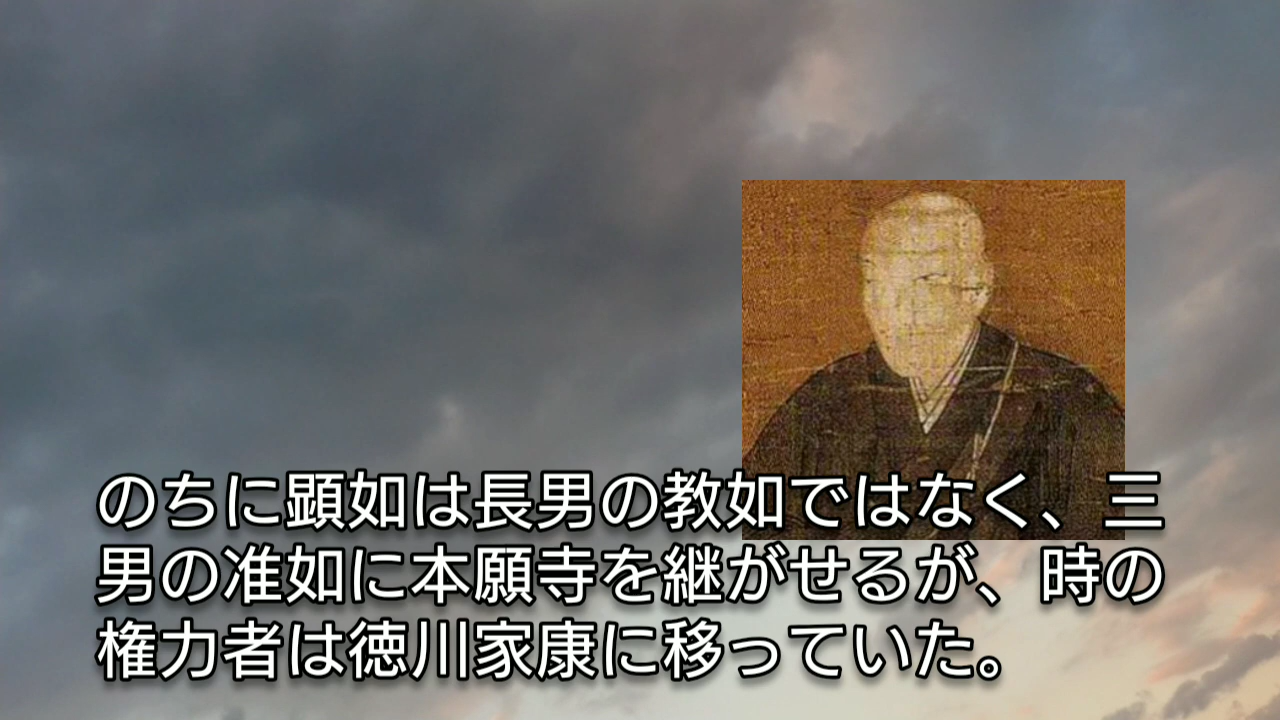 のちに顕如は長男の教如ではなく、三
男の准如に本願寺を継がせるが、時の
権力者は徳川家康に移っていた。